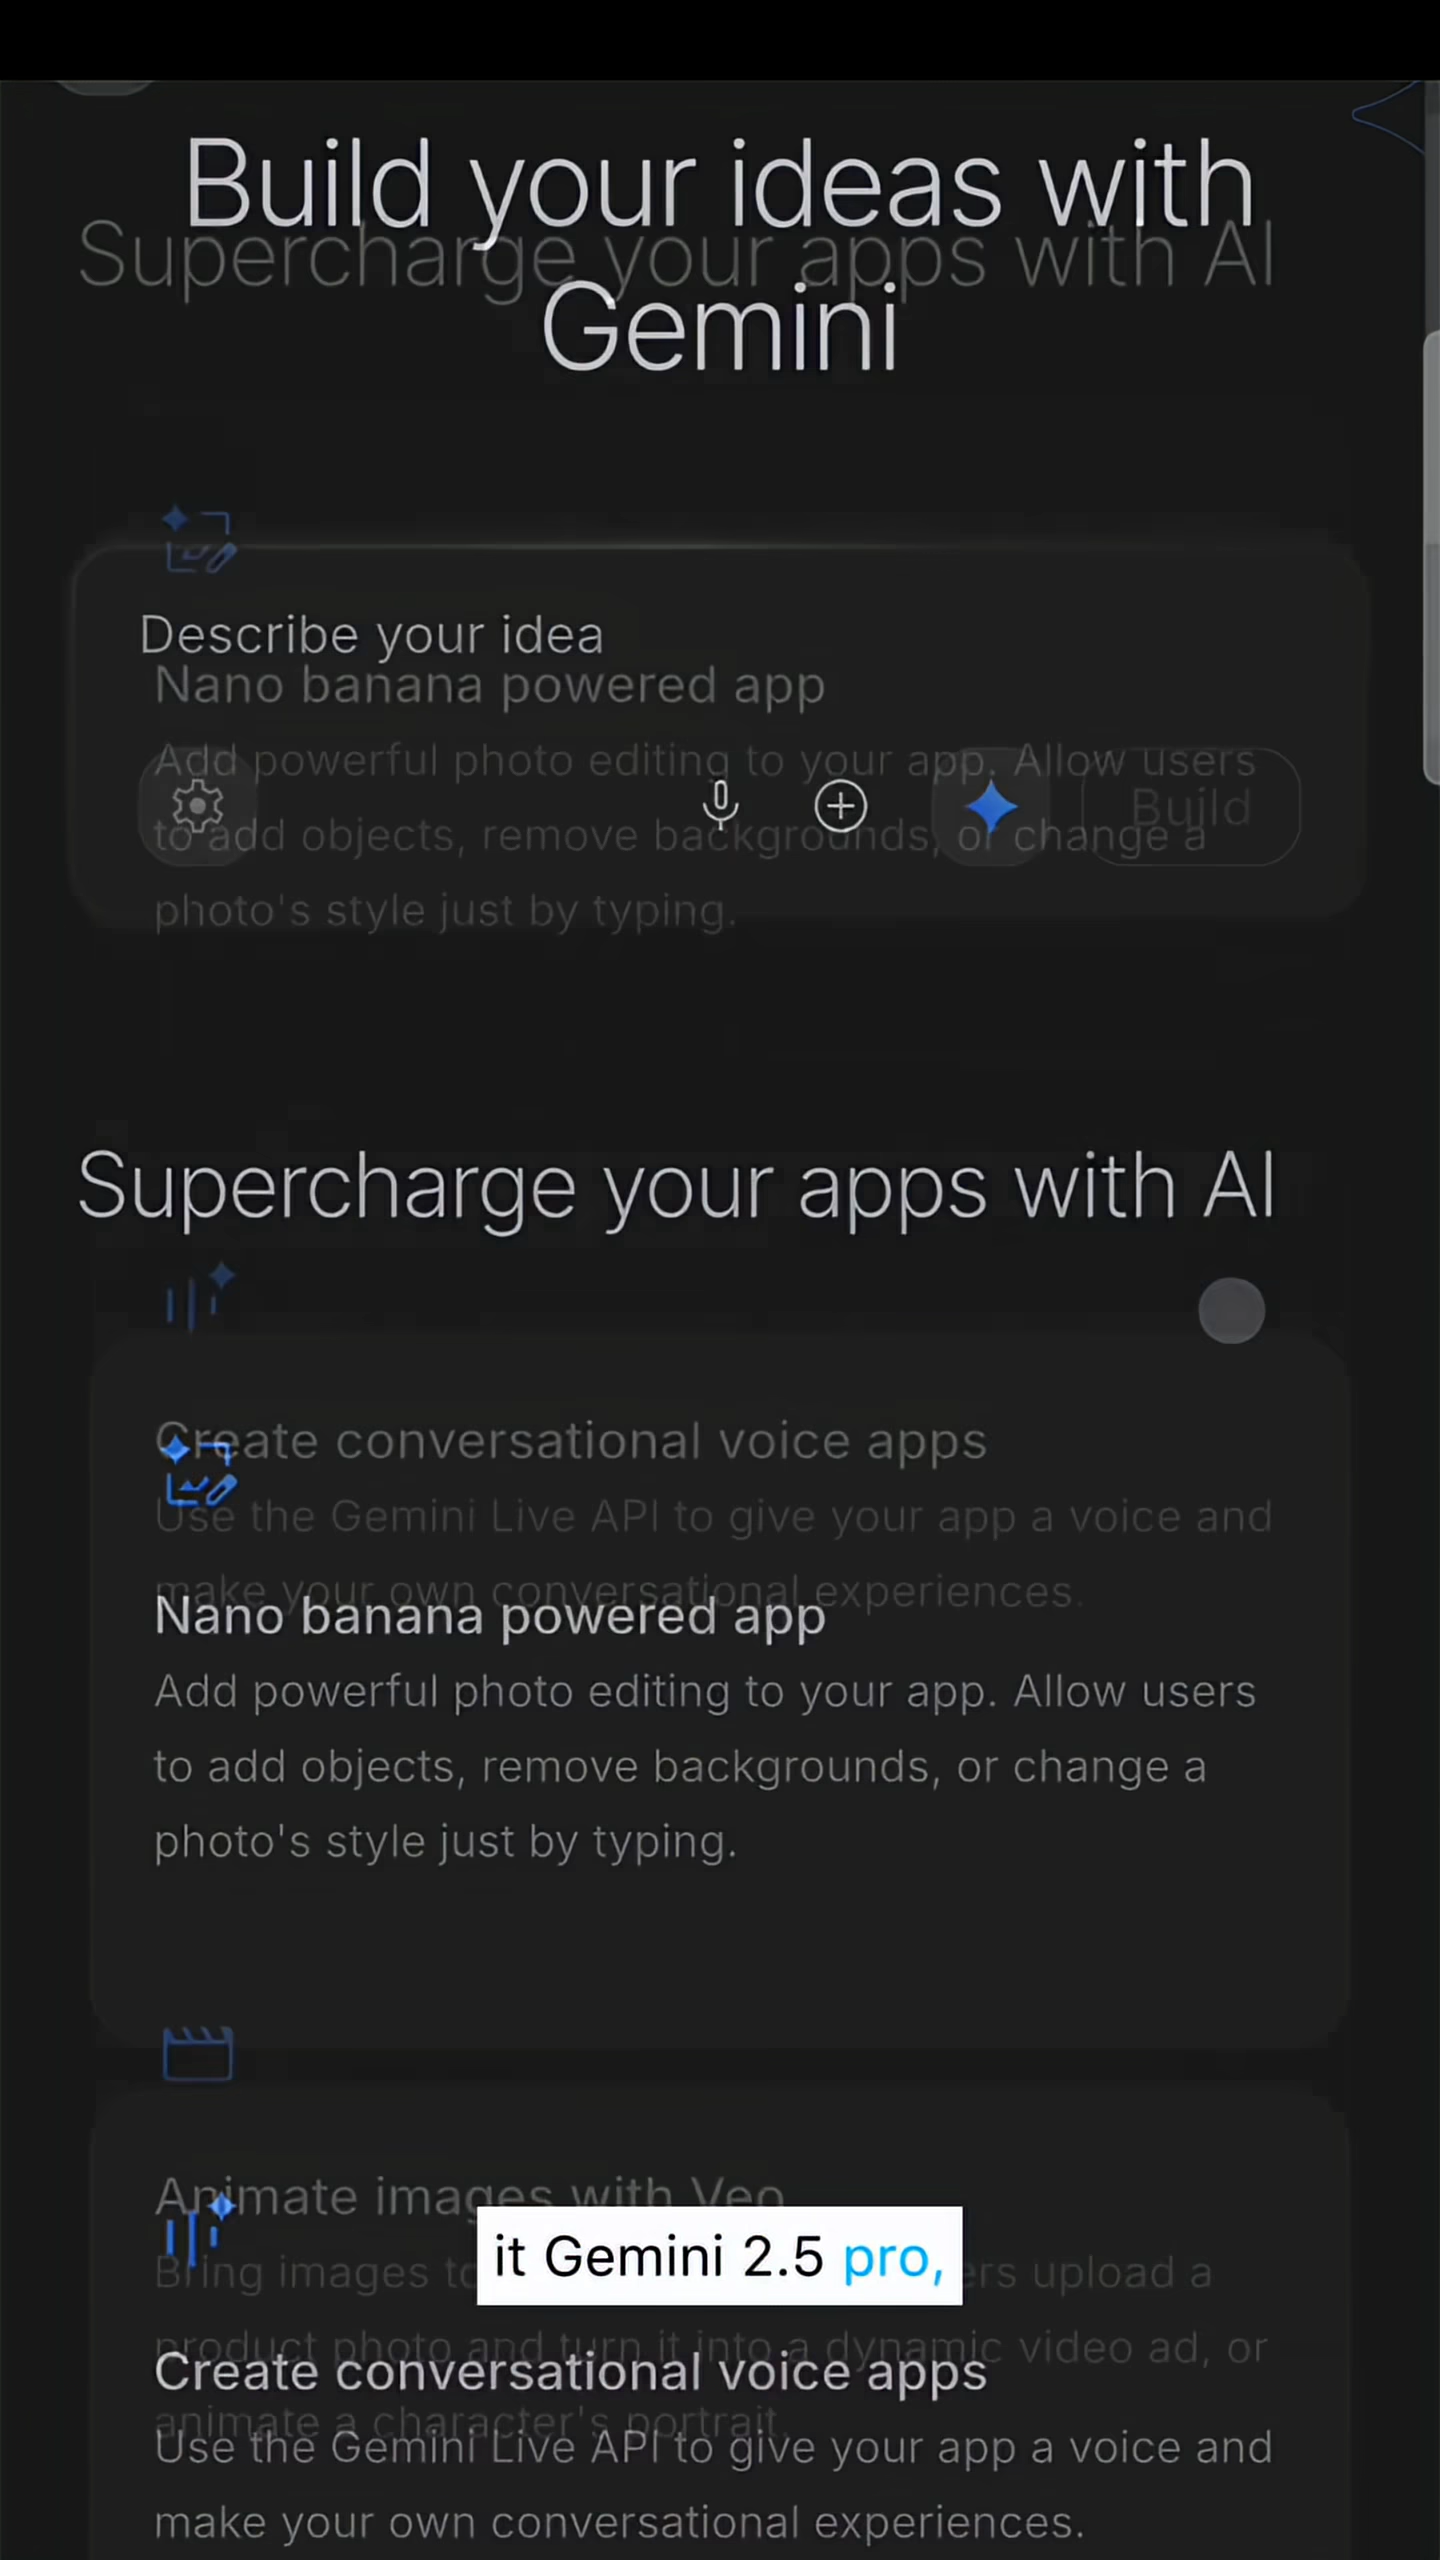 Build your ideas with
Supercharge your apps with AI
Gemini
Describe your idea
Nano banana powered app
Add powerful photo editing to your app. Allow users
Build
to add objects, remove backgrounds, or change a
photo's style just by typing.
Supercharge your apps with AI
Create conversational voice apps
Use the Gemini Live API to give your app a voice and
make your own conversational experiences.
Nano banana powered app
Add powerful photo editing to your app. Allow users
to add objects, remove backgrounds, or change a
photo's style just by typing.
Animate images with Veo
it Gemini 2.5 pro,
Bring images to ers upload a
product photo and turn it into a dynamic video ad, or
Create conversational voice apps
animate a character's portrait.
Use the Gemini Live API to give your app a voice and
make your own conversational experiences.